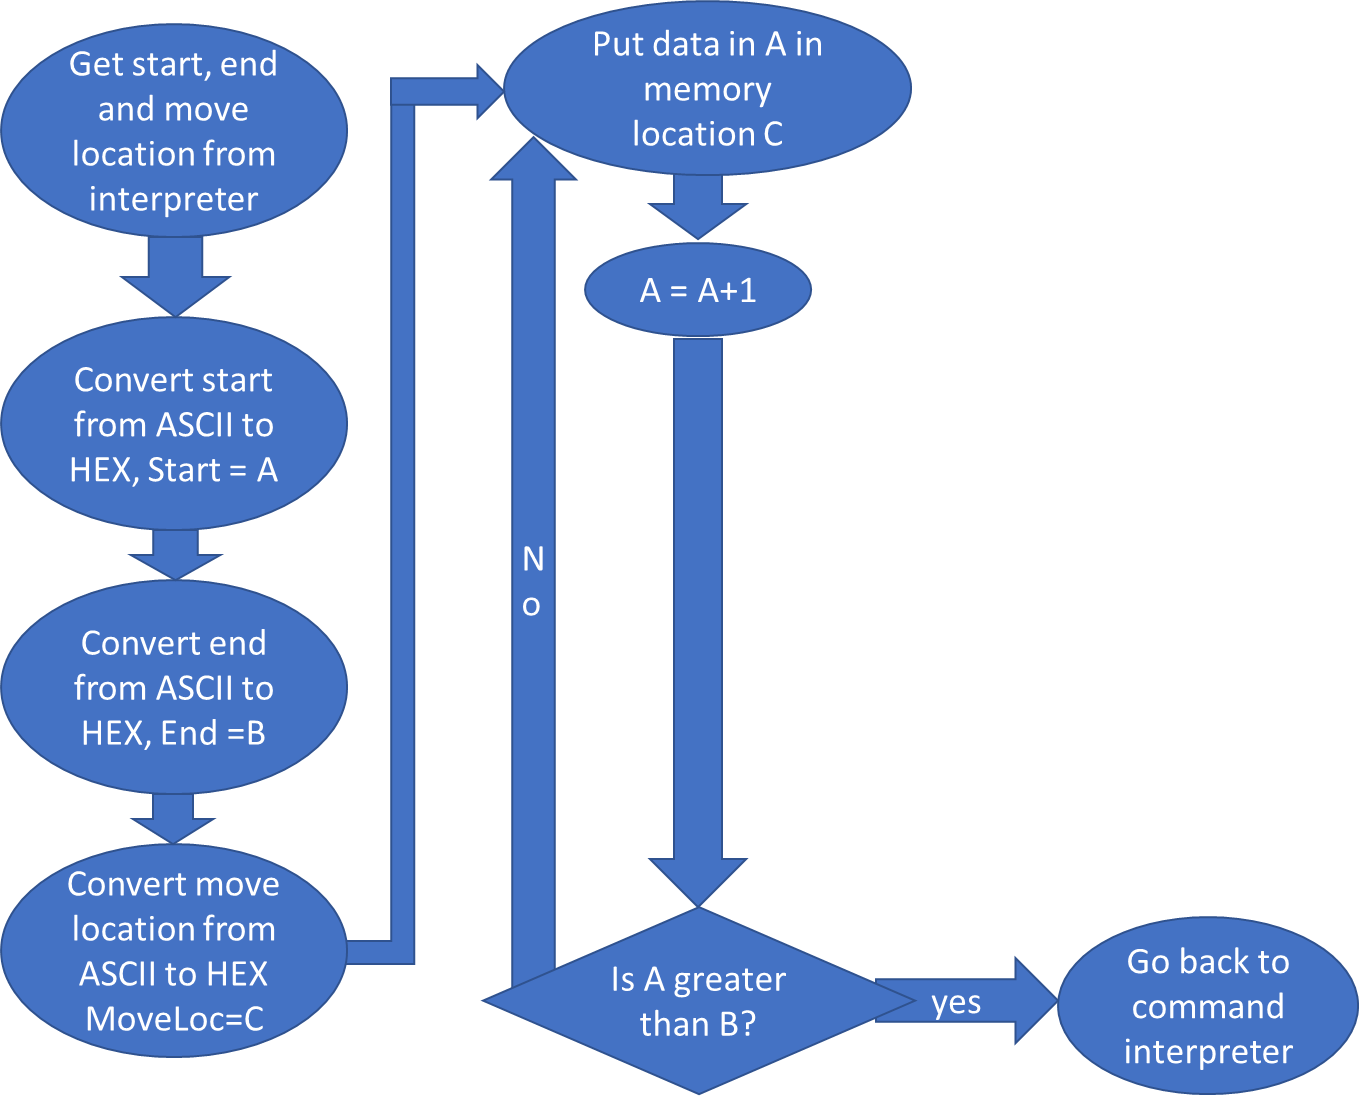 Get start, end
and move
location from
interpreter
Convert start
from ASCII to
HEX, Start = A
Convert end
from ASCII to
HEX, End =B
Convert move
location from
ASCII to HEX
MoveLoc=C
Put data in A in
memory
location C
A = A+1
Is A greater
than B?
N
o
yes
Go back to
command
interpreter